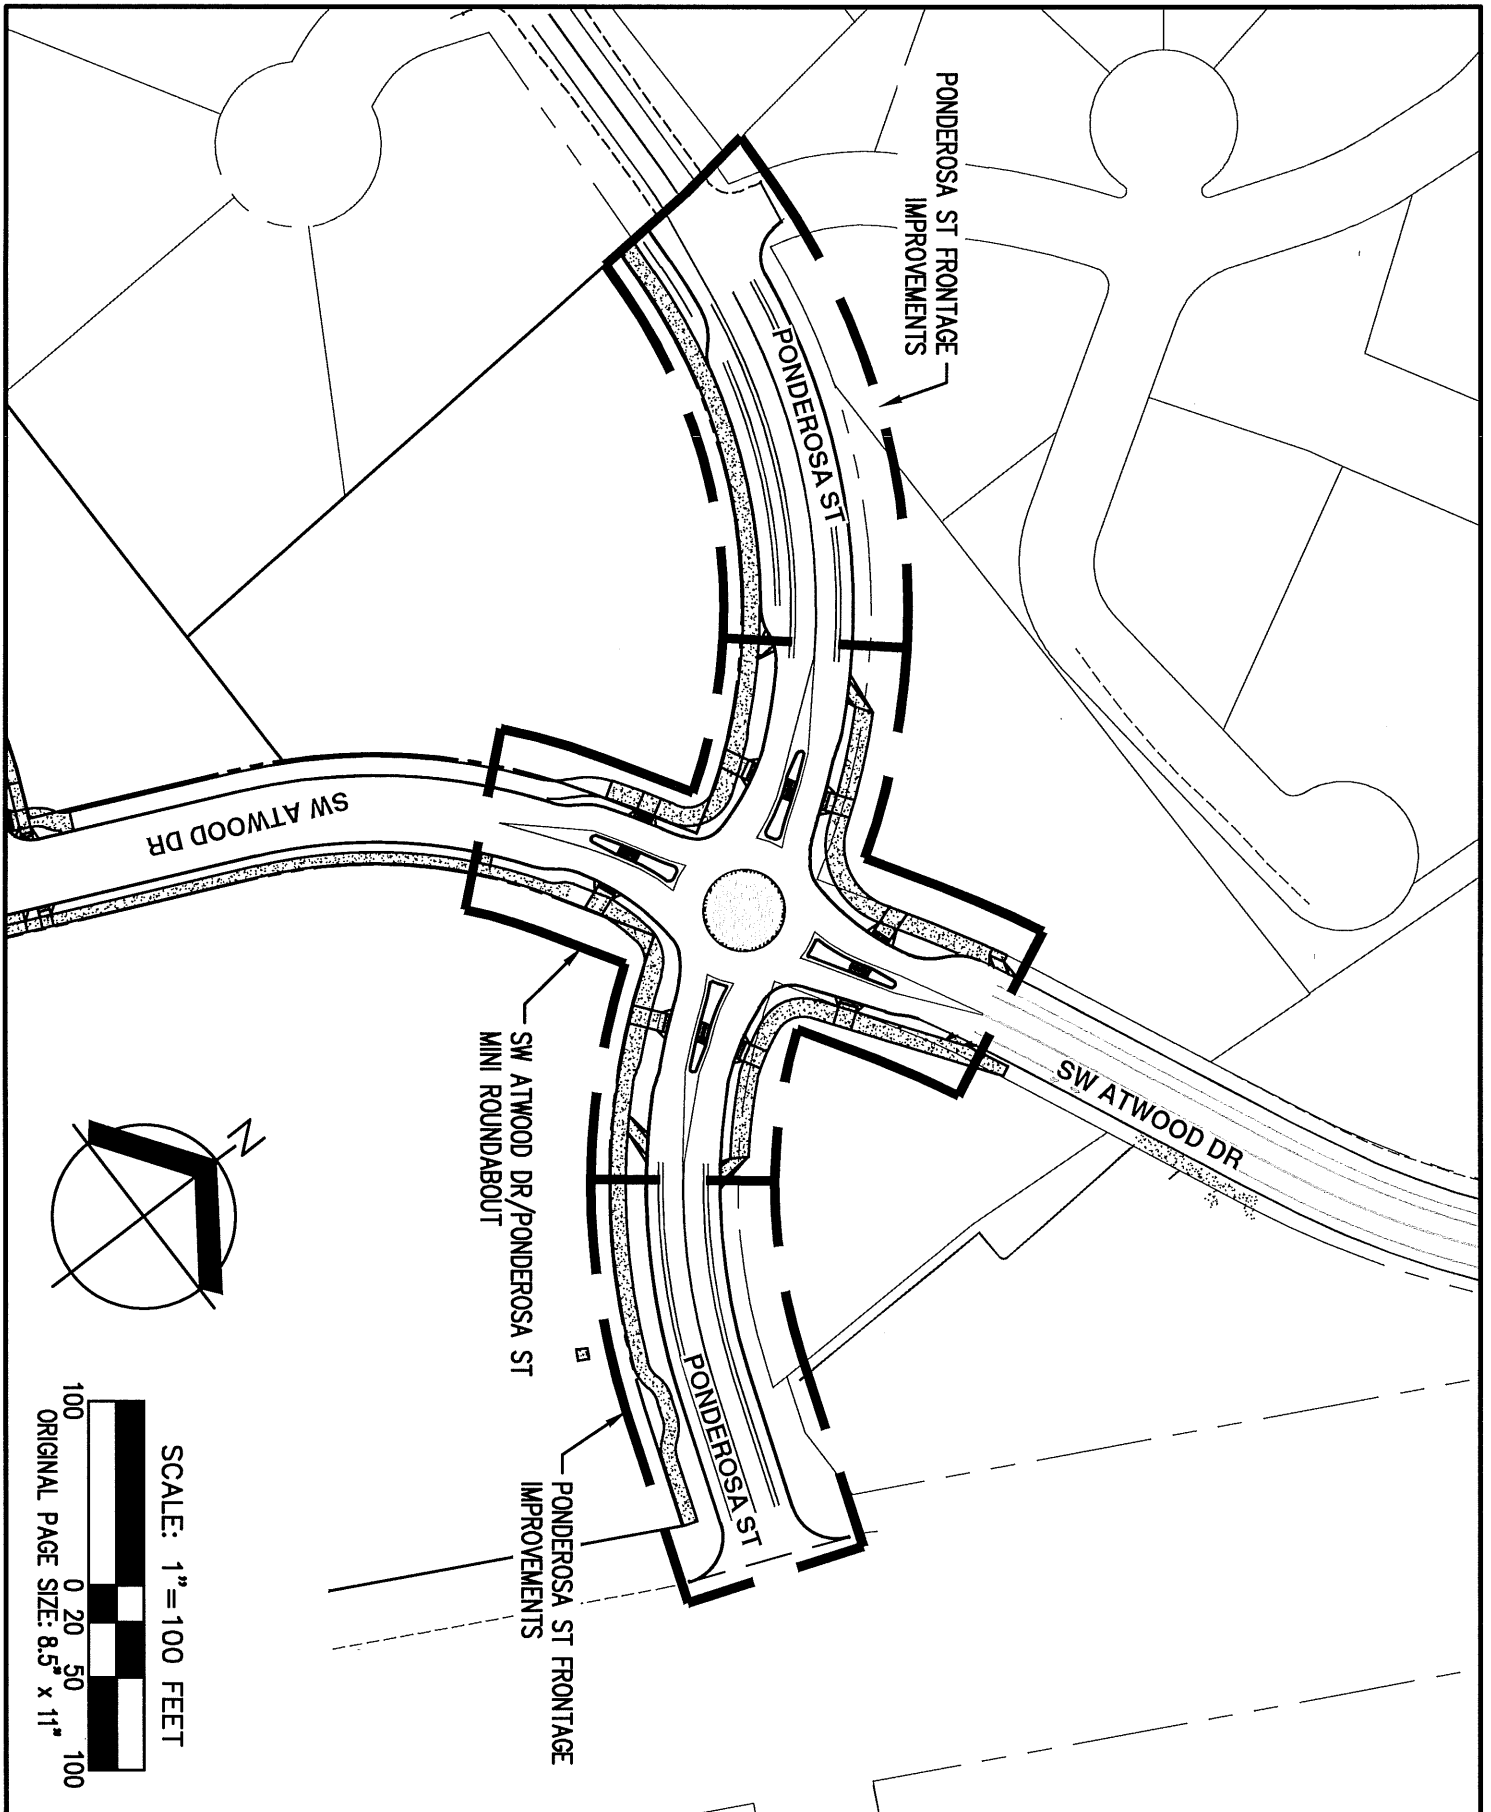 PONDEROSA ST FRONTAGE
IMPROVEMENTS
PONDEROSA ST
SW ATWOOD DR
SW ATWOOD DR
SW ATWOOD DR/PONDEROSA ST
MINI ROUNDABOUT
PONDEROSA ST
PONDEROSA ST FRONTAGE
IMPROVEMENTS
N
SCALE: 1"=100 FEET
100 0 20 50 100
ORIGINAL PAGE SIZE: 8.5" x 11"